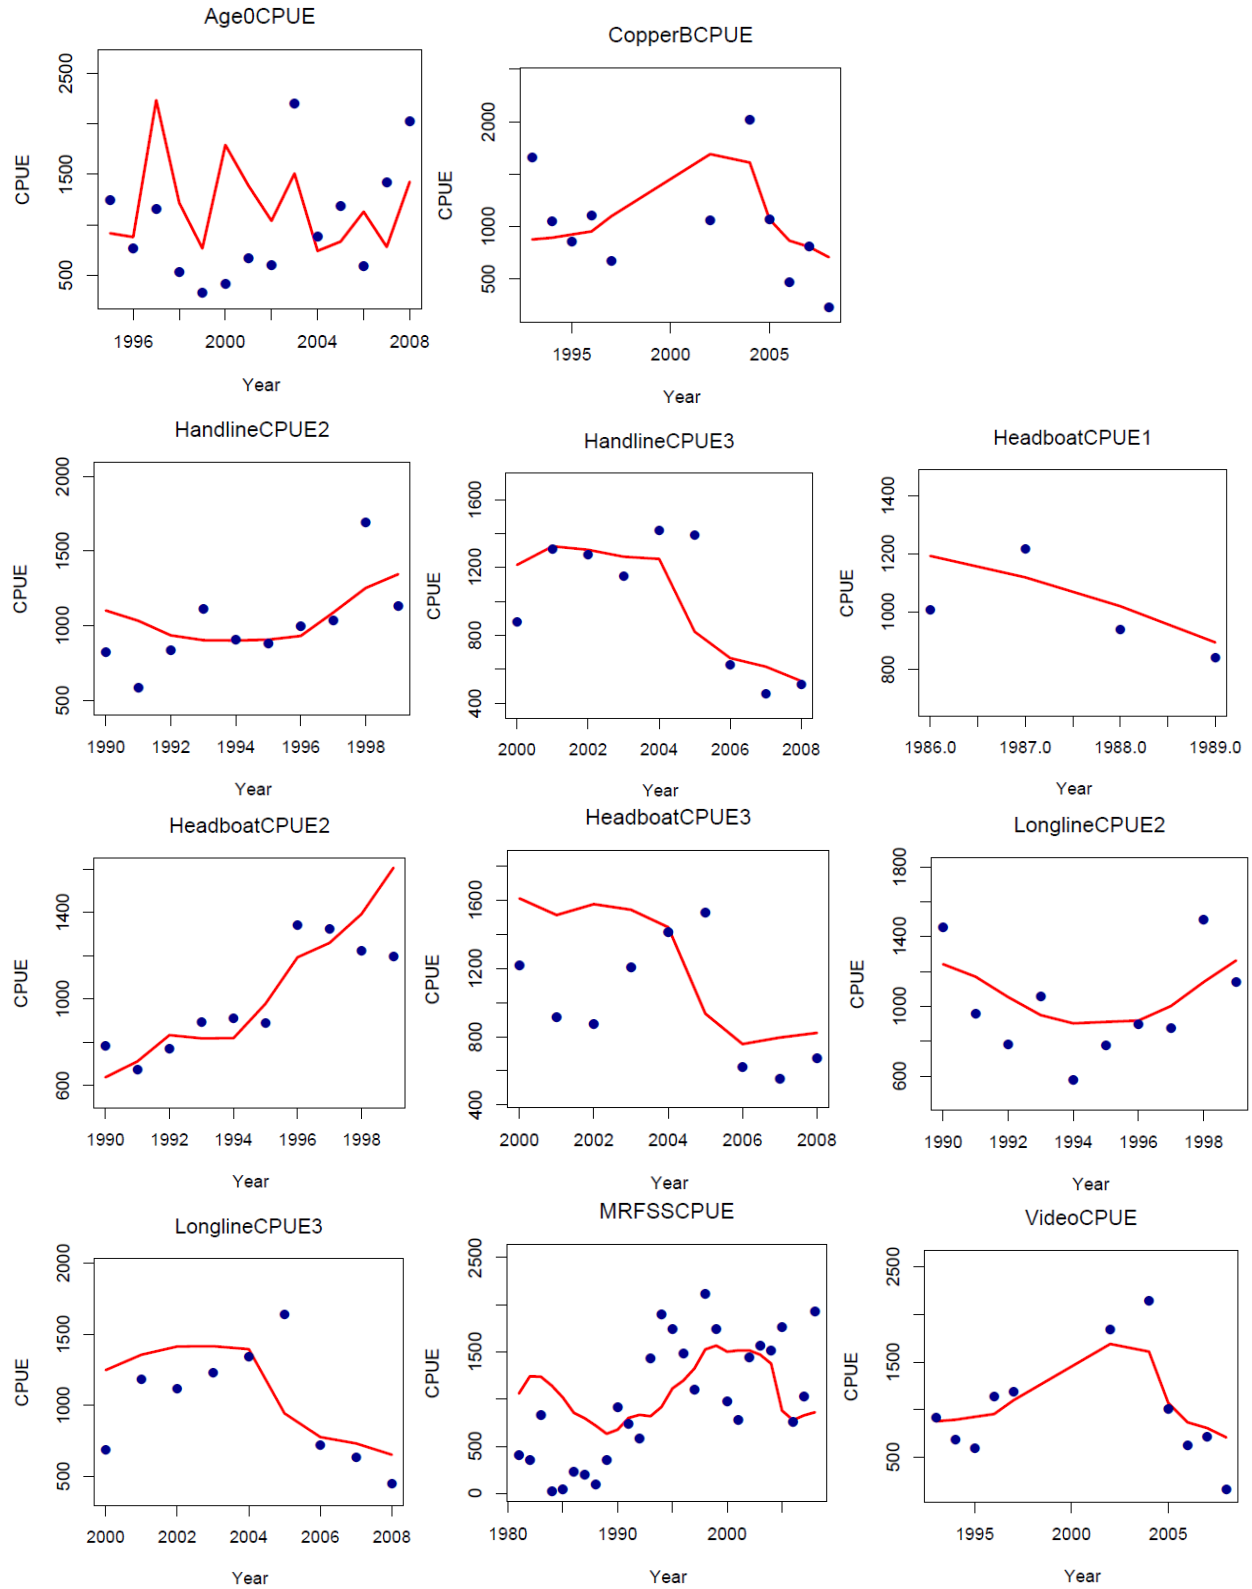 Age0CPUE
CopperBCPUE
CPUE
500
1500
2500
1996
2000
2004
2008
Year
CPUE
500
1000
2000
1995
2000
2005
Year
HandlineCPUE2
HandlineCPUE3
HeadboatCPUE1
CPUE
500
1000
1500
2000
1990
1992
1994
1996
1998
Year
CPUE
400
800
1200
1600
2000
2002
2004
2006
2008
Year
CPUE
800
1000
1200
1400
1986.0
1987.0
1988.0
1989.0
Year
HeadboatCPUE2
HeadboatCPUE3
LonglineCPUE2
CPUE
600
1000
1400
1990
1992
1994
1996
1998
Year
CPUE
400
800
1200
1600
2000
2002
2004
2006
2008
Year
CPUE
600
1000
1400
1800
1990
1992
1994
1996
1998
Year
LonglineCPUE3
MRFSSCPUE
VideoCPUE
CPUE
500
1000
1500
2000
2000
2002
2004
2006
2008
Year
CPUE
0
500
1500
2500
1980
1990
2000
Year
CPUE
500
1500
2500
1995
2000
2005
Year